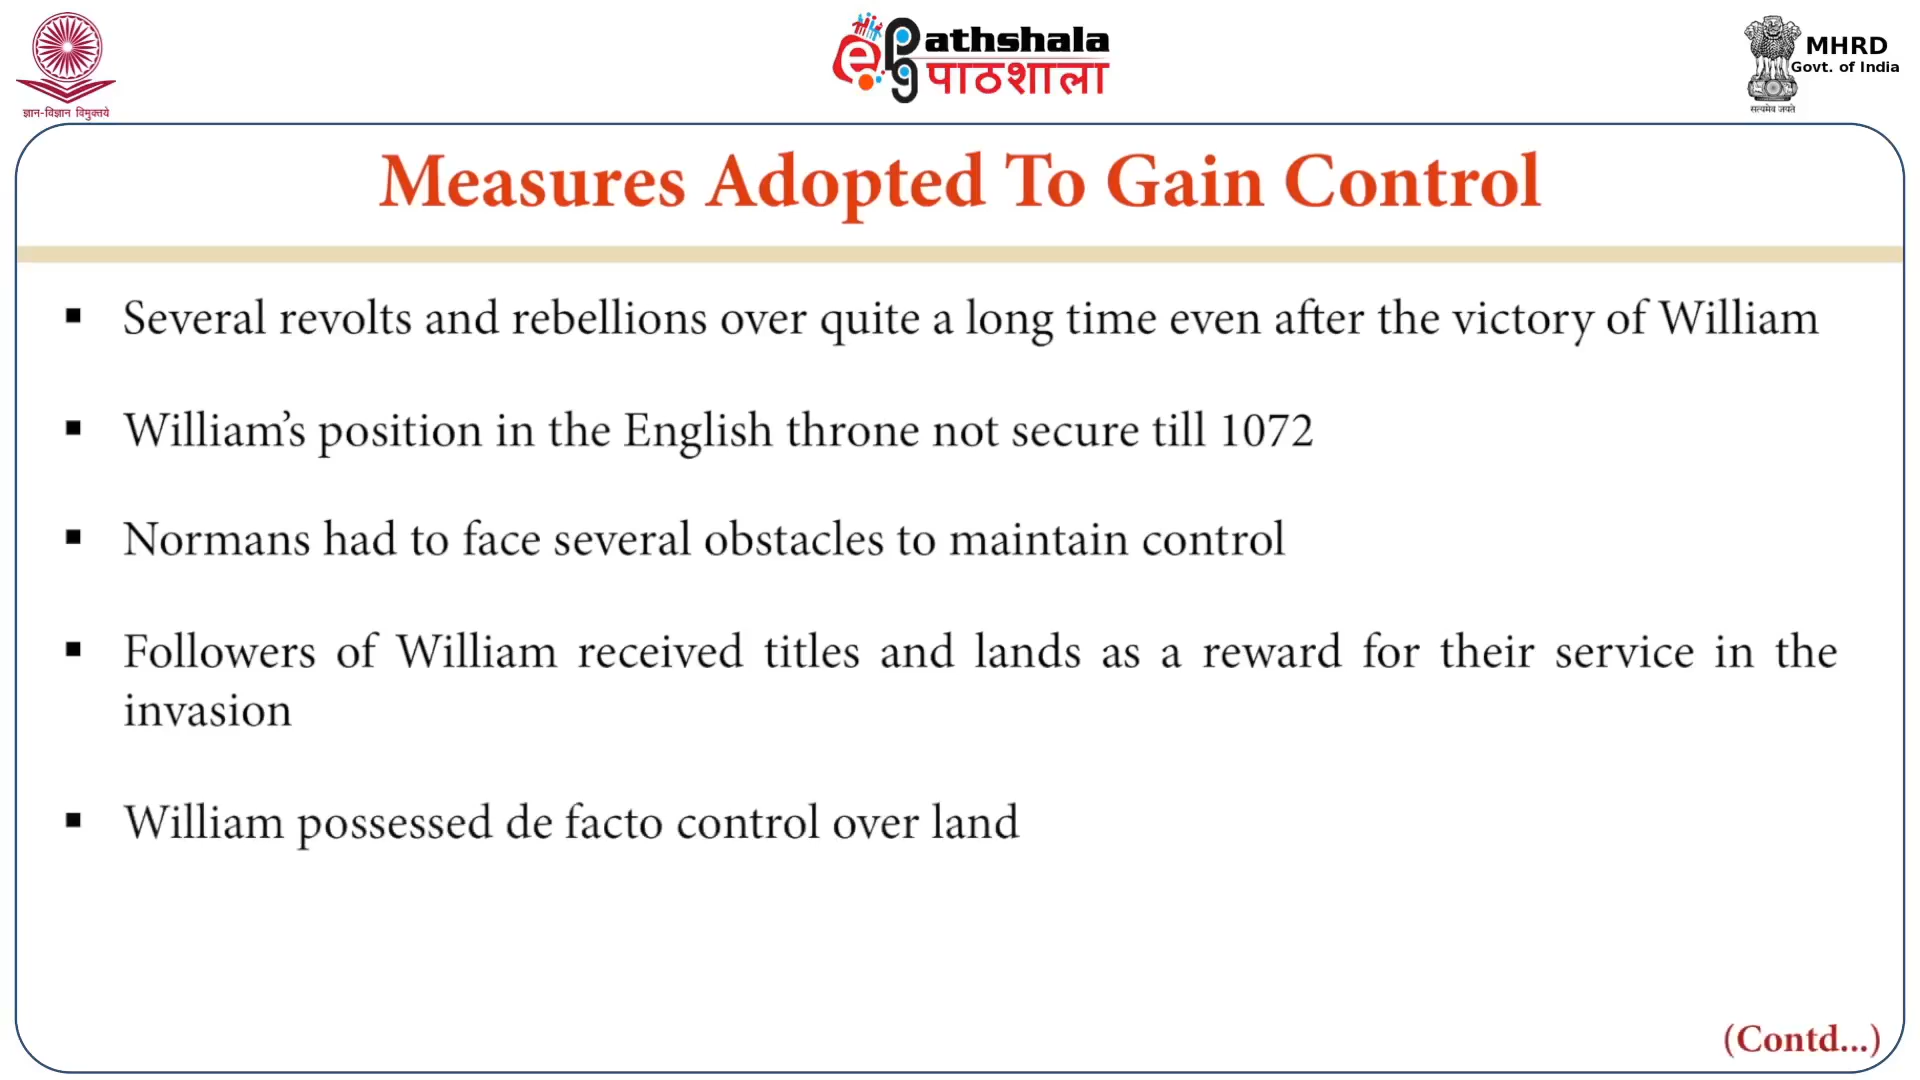 ज्ञान-विज्ञान विमुक्तये
e Pg Pathshala
पाठशाला
MHRD
Govt. of India
सत्यमेव जयते
Measures Adopted To Gain Control
▪ Several revolts and rebellions over quite a long time even after the victory of William
▪ William’s position in the English throne not secure till 1072
▪ Normans had to face several obstacles to maintain control
▪ Followers of William received titles and lands as a reward for their service in the
invasion
▪ William possessed de facto control over land
(Contd...)